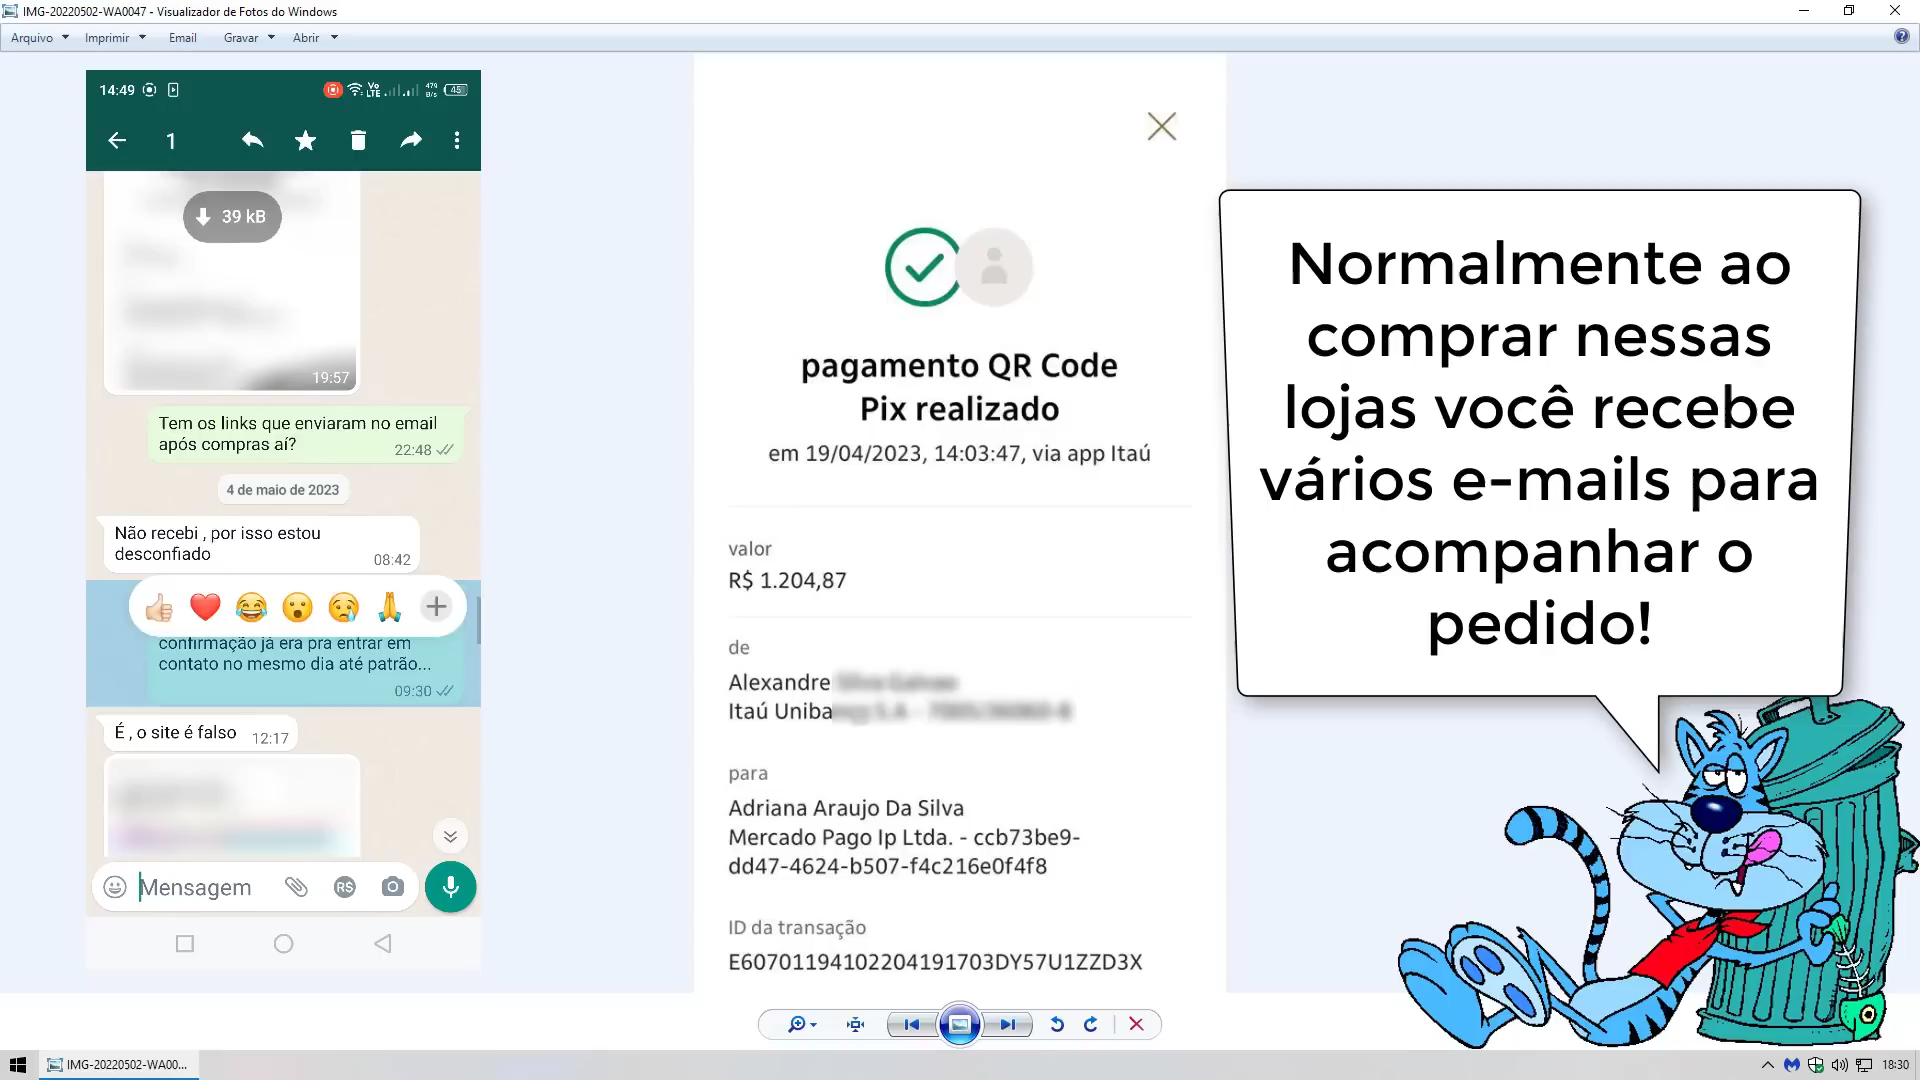 IMG-20220502-WA0047 - Visualizador de Fotos do Windows
Arquivo Imprimir Email Gravar Abrir
14:49
Vo LTE 479 B/s 45
1
39 kB
19:57
Tem os links que enviaram no email
após compras aí?
22:48
4 de maio de 2023
Não recebi , por isso estou
desconfiado
08:42
confirmação já era pra entrar em
contato no mesmo dia até patrão...
09:30
É , o site é falso
12:17
Mensagem
R$
pagamento QR Code
Pix realizado
em 19/04/2023, 14:03:47, via app Itaú
valor
R$ 1.204,87
de
Alexandre
Itaú Uniba
para
Adriana Araujo Da Silva
Mercado Pago Ip Ltda. - ccb73be9-
dd47-4624-b507-f4c216e0f4f8
ID da transação
E60701194102204191703DY57U1ZZD3X
Normalmente ao
comprar nessas
lojas você recebe
vários e-mails para
acompanhar o
pedido!
IMG-20220502-WA00...
18:30